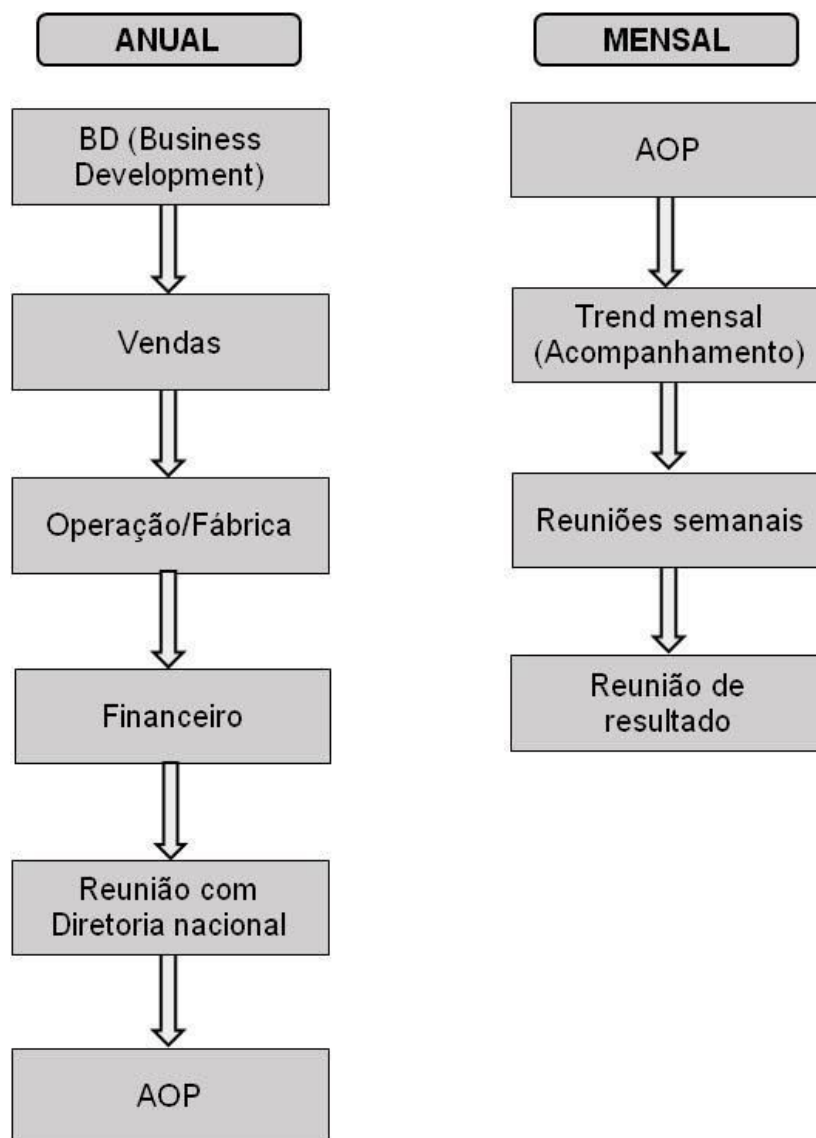 ANUAL
BD (Business
Development)
Vendas
Operação/Fábrica
Financeiro
Reunião com
Diretoria nacional
AOP
MENSAL
AOP
Trend mensal
(Acompanhamento)
Reuniões semanais
Reunião de
resultado